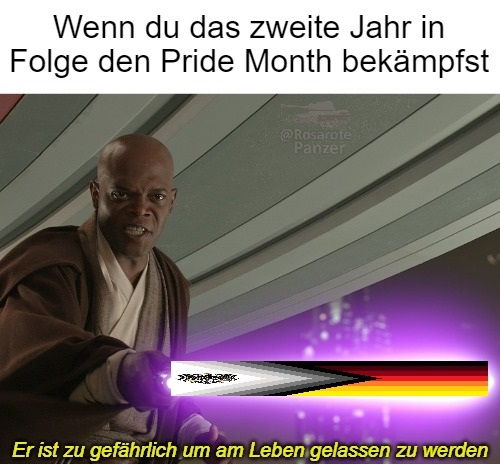 Wenn du das zweite Jahr in
Folge den Pride Month bekämpfst
@Rosarote
Panzer
Er ist zu gefährlich um am Leben gelassen zu werden